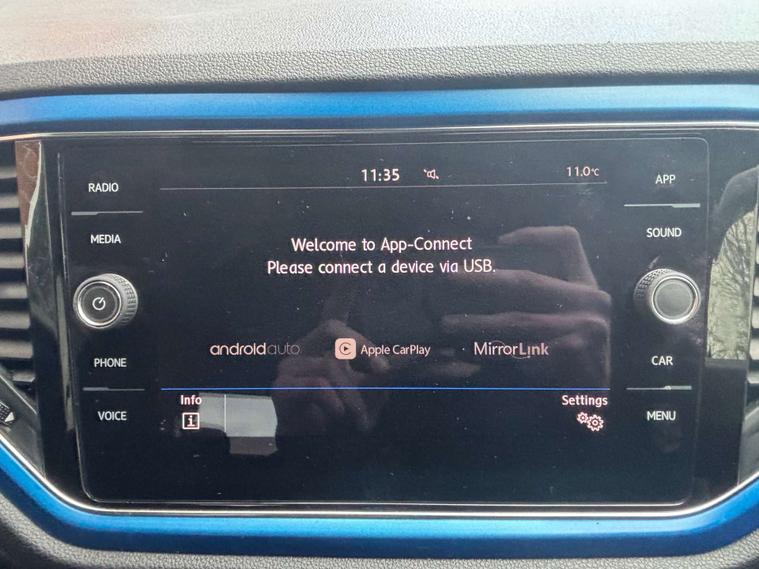 RADIO
MEDIA
PHONE
VOICE
11:35
11.0°C
Welcome to App-Connect
Please connect a device via USB.
androidauto
Apple CarPlay
MirrorLink
Info
Settings
APP
SOUND
CAR
MENU